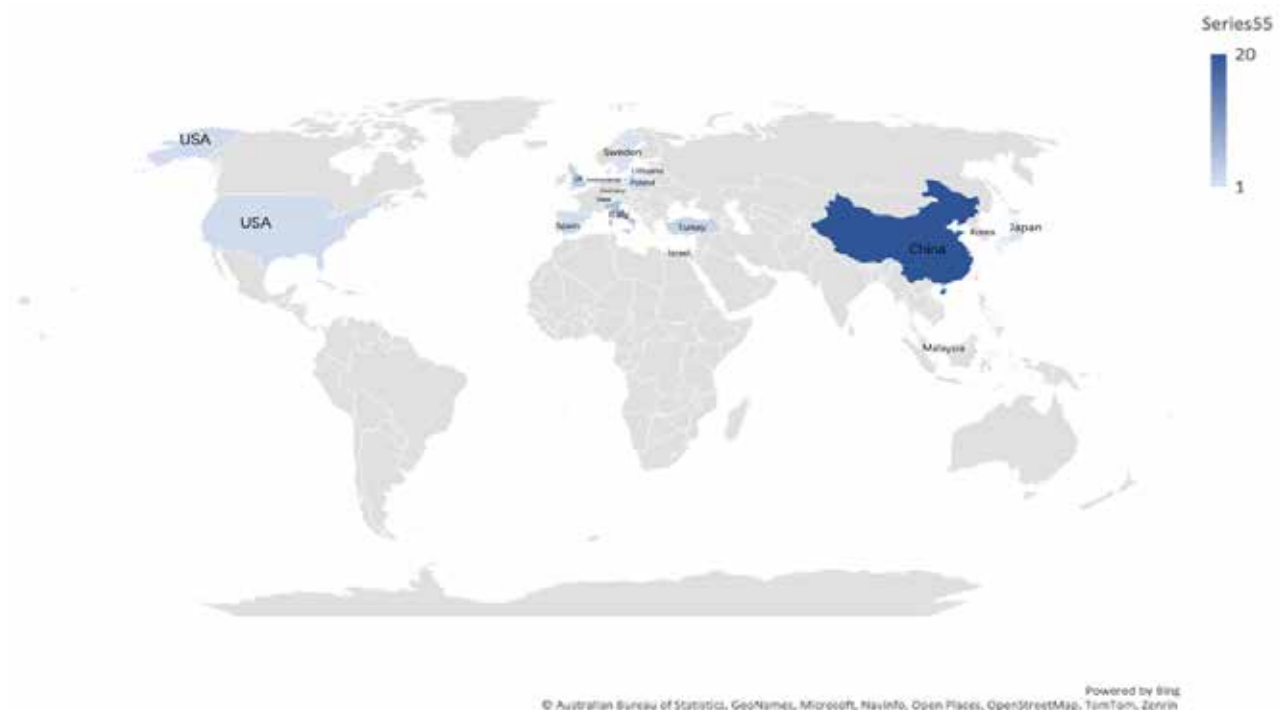 Series55
20
1
USA
USA
Sweden
Lithuania
Poland
UK
Germany
Italy
Spain
Turkey
Israel
China
Korea
Japan
Malaysia
Powered by Bing
© Australian Bureau of Statistics, GeoNames, Microsoft, Navinfo, Open Places, OpenStreetMap, TomTom, Zenrin